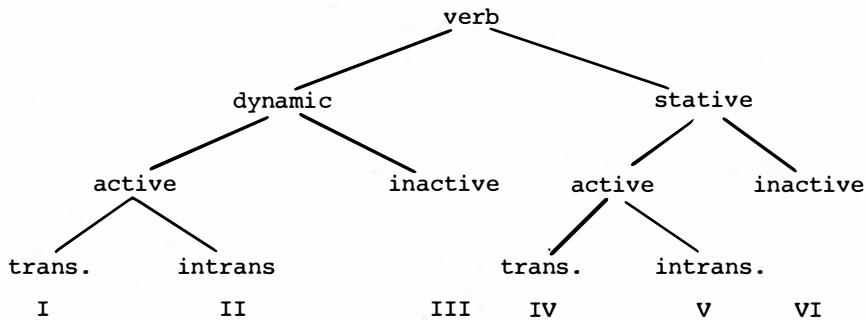 verb
dynamic stative
active inactive active inactive
trans. intrans trans. intrans.
I II III IV V VI